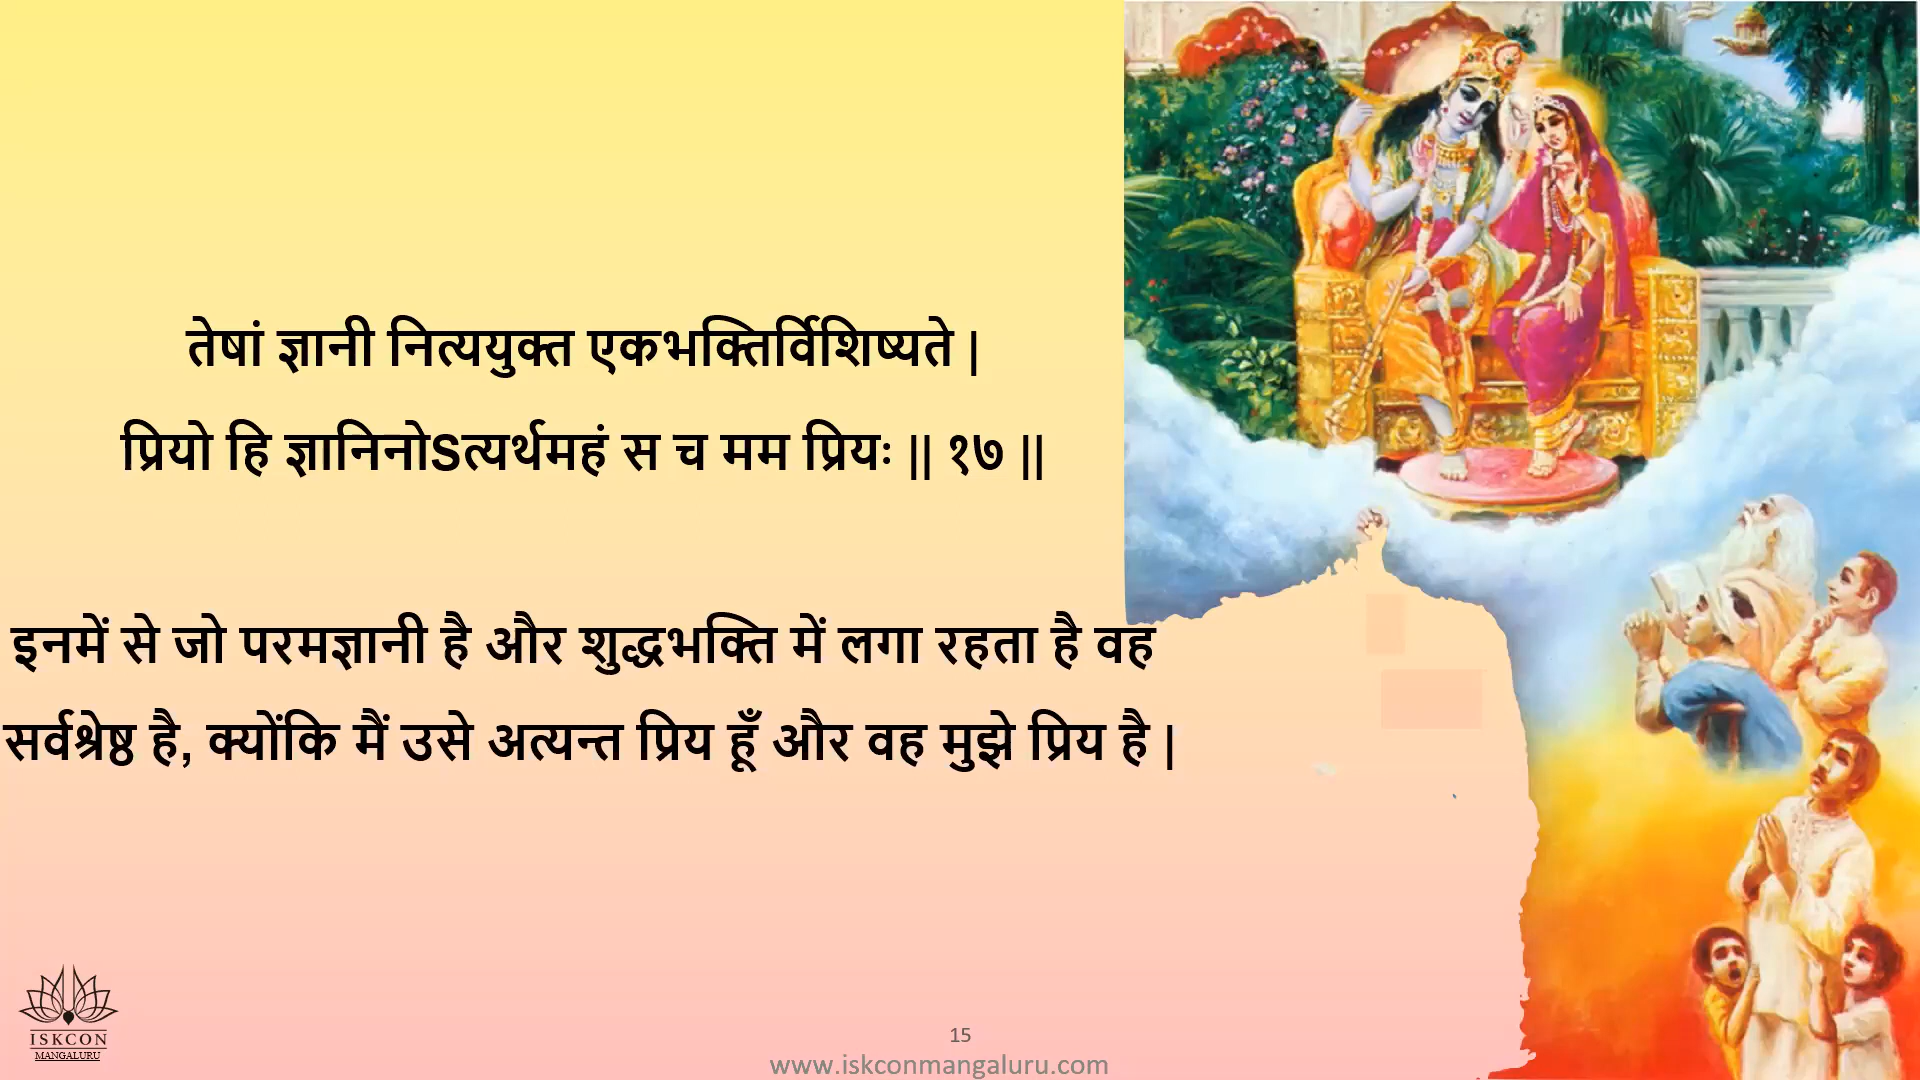 तेषां ज्ञानी नित्ययुक्त एकभक्तिर्विशिष्यते |
प्रियो हि ज्ञानिनोSत्यर्थमहं स च मम प्रियः || १७ ||
इनमें से जो परमज्ञानी है और शुद्धभक्ति में लगा रहता है वह
सर्वश्रेष्ठ है, क्योंकि मैं उसे अत्यन्त प्रिय हूँ और वह मुझे प्रिय है |
ISKCON
MANGALURU
15
www.iskconmangaluru.com